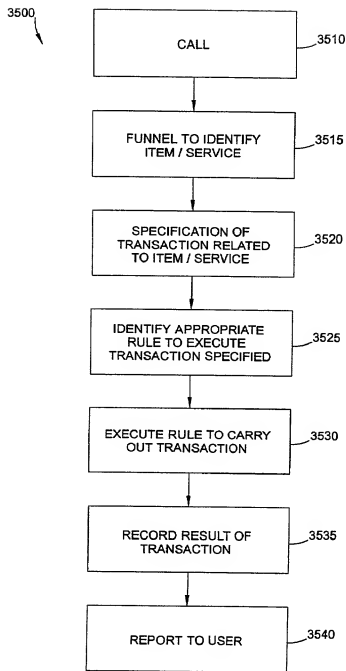 3500
CALL
3510
FUNNEL TO IDENTIFY
ITEM / SERVICE
3515
SPECIFICATION OF
TRANSACTION RELATED
TO ITEM / SERVICE
3520
IDENTIFY APPROPRIATE
RULE TO EXECUTE
TRANSACTION SPECIFIED
3525
EXECUTE RULE TO CARRY
OUT TRANSACTION
3530
RECORD RESULT OF
TRANSACTION
3535
REPORT TO USER
3540